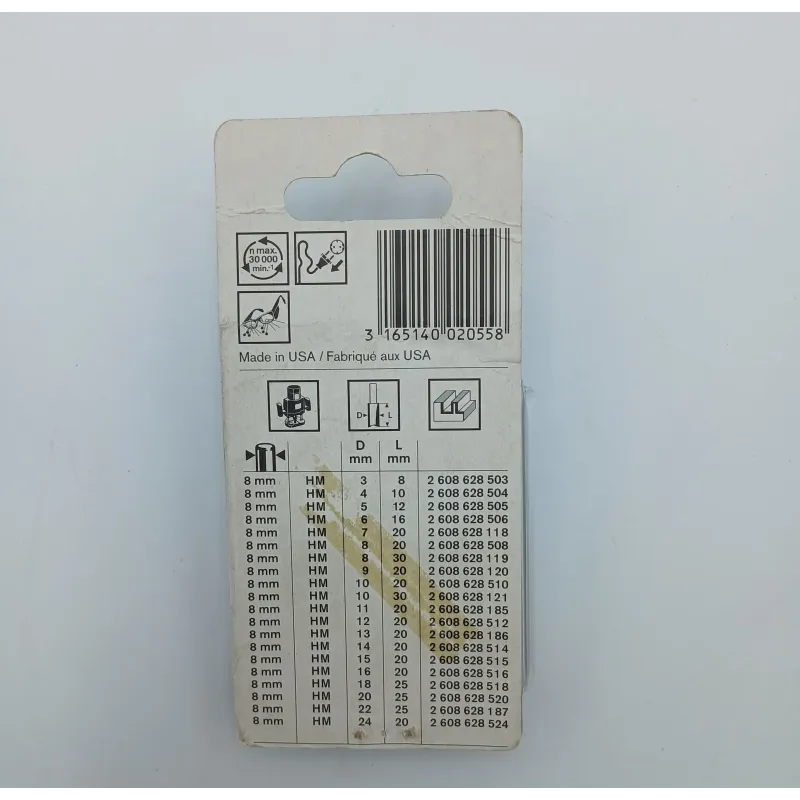 n max.
30 000
min.-1
3 165140 020558
Made in USA / Fabriqué aux USA
D L
D L
mm mm
8 mm HM 3 8 2 608 628 503
8 mm HM 4 10 2 608 628 504
8 mm HM 5 12 2 608 628 505
8 mm HM 6 16 2 608 628 506
8 mm HM 7 20 2 608 628 118
8 mm HM 8 20 2 608 628 508
8 mm HM 8 30 2 608 628 119
8 mm HM 9 20 2 608 628 120
8 mm HM 10 20 2 608 628 510
8 mm HM 10 30 2 608 628 121
8 mm HM 11 20 2 608 628 185
8 mm HM 12 20 2 608 628 512
8 mm HM 13 20 2 608 628 186
8 mm HM 14 20 2 608 628 514
8 mm HM 15 20 2 608 628 515
8 mm HM 16 20 2 608 628 516
8 mm HM 18 25 2 608 628 518
8 mm HM 20 25 2 608 628 520
8 mm HM 22 25 2 608 628 187
8 mm HM 24 20 2 608 628 524